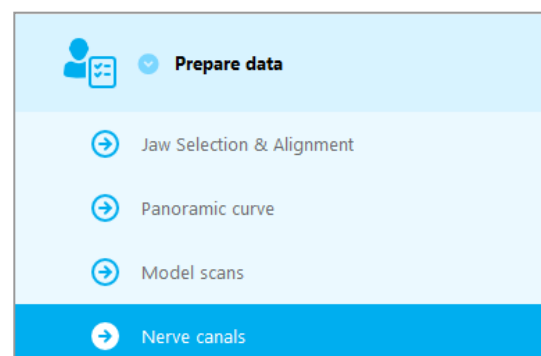 Prepare data
Jaw Selection & Alignment
Panoramic curve
Model scans
Nerve canals